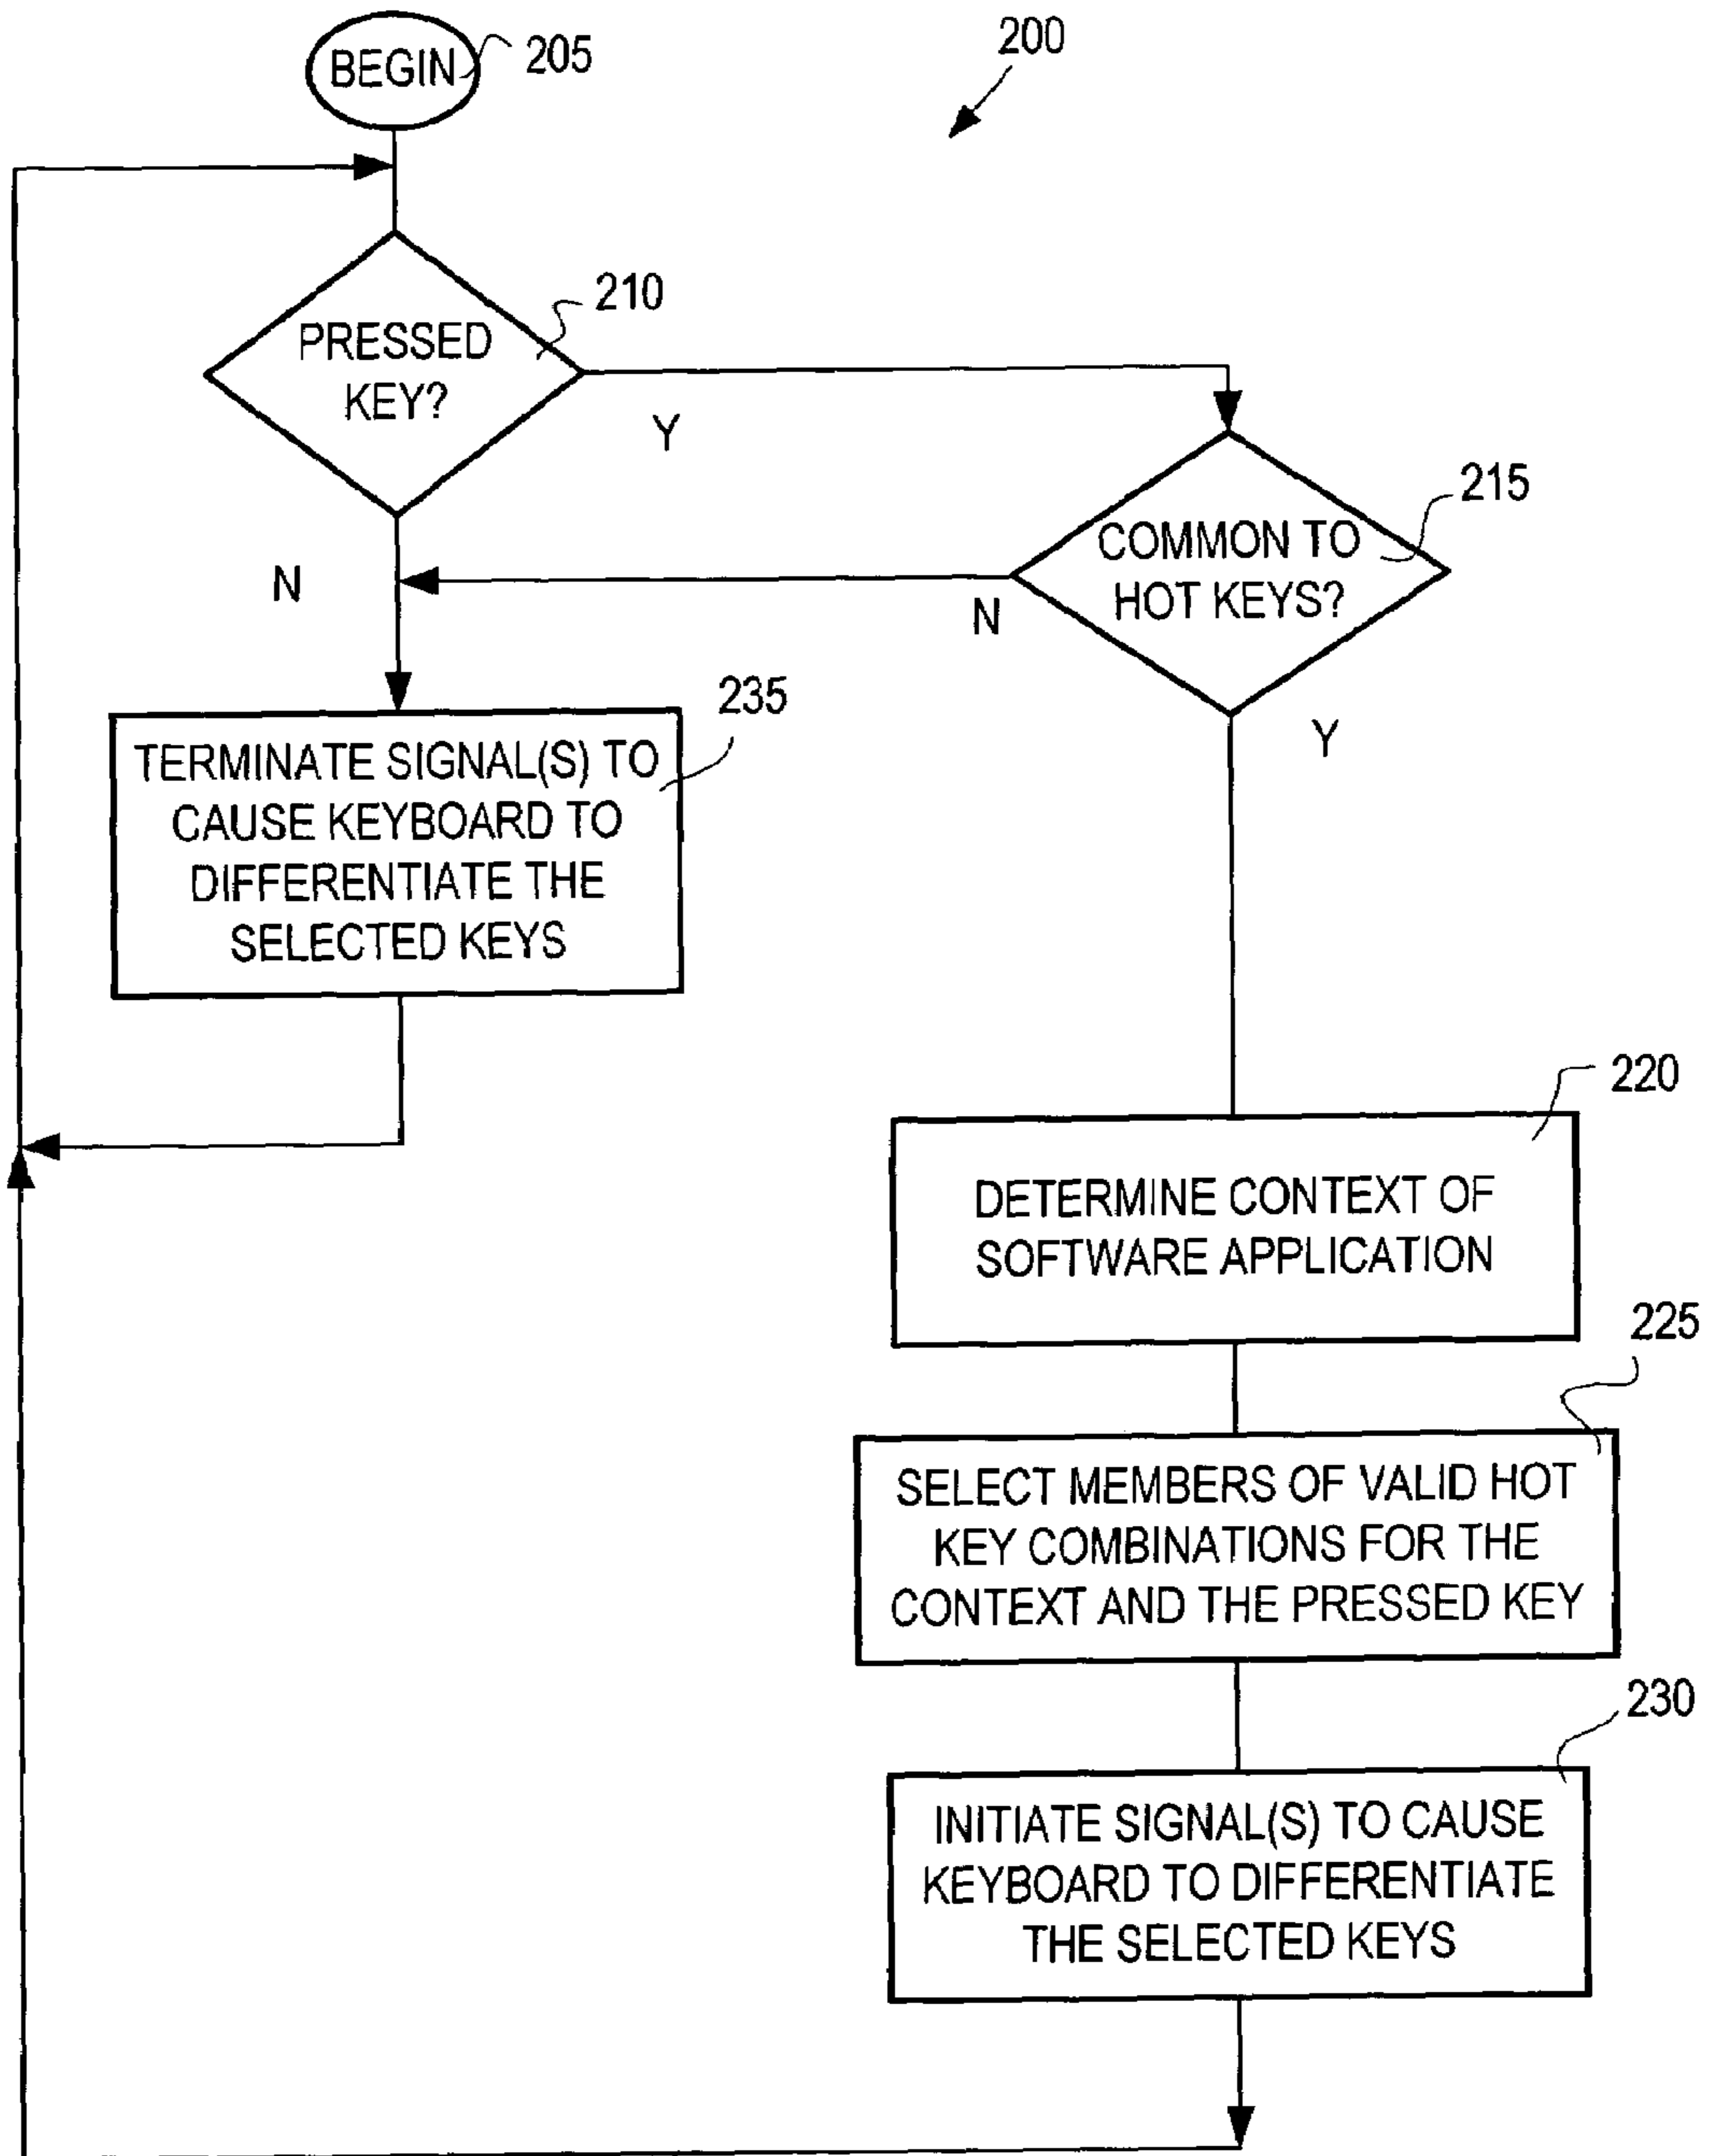 BEGIN
205
200
PRESSED
KEY?
210
Y
N
COMMON TO
HOT KEYS?
215
N
Y
TERMINATE SIGNAL(S) TO
CAUSE KEYBOARD TO
DIFFERENTIATE THE
SELECTED KEYS
235
220
DETERMINE CONTEXT OF
SOFTWARE APPLICATION
225
SELECT MEMBERS OF VALID HOT
KEY COMBINATIONS FOR THE
CONTEXT AND THE PRESSED KEY
230
INITIATE SIGNAL(S) TO CAUSE
KEYBOARD TO DIFFERENTIATE
THE SELECTED KEYS